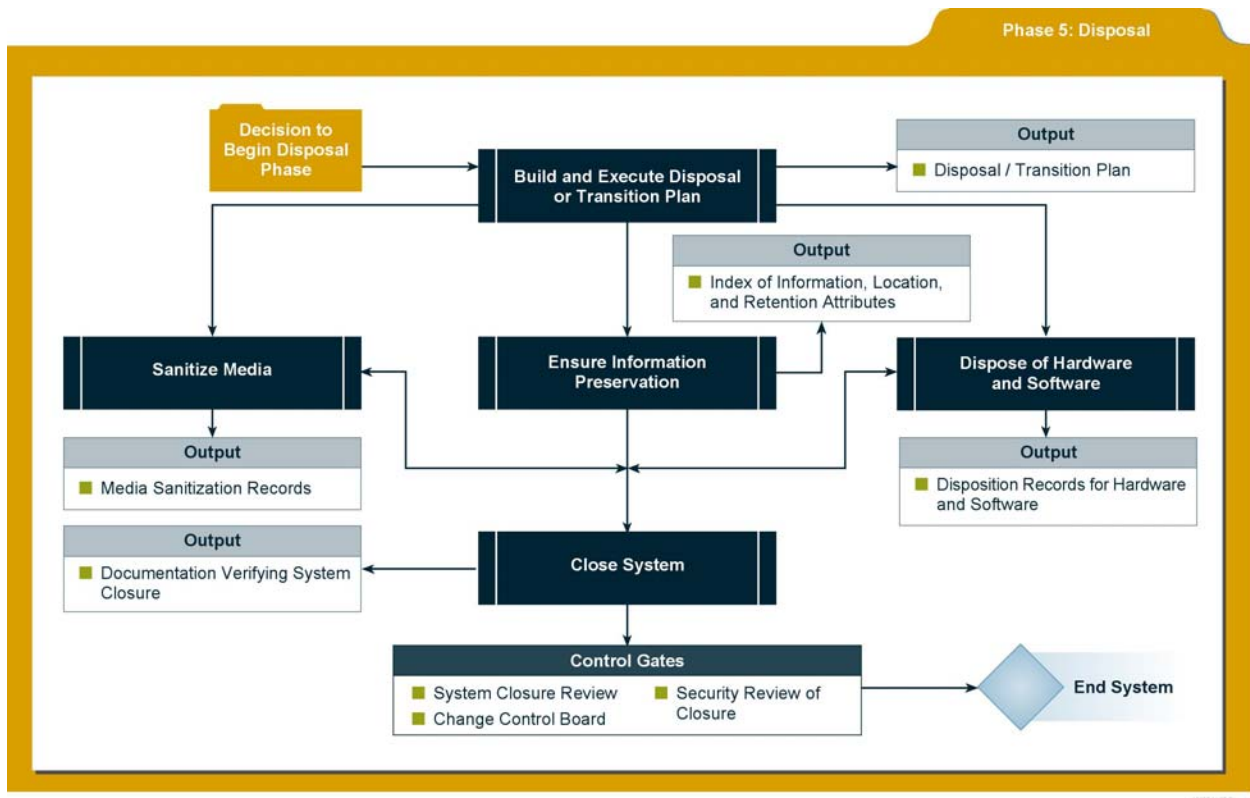 Phase 5: Disposal
Decision to
Begin Disposal
Phase
Build and Execute Disposal
or Transition Plan
Output
Disposal / Transition Plan
Output
Index of Information, Location,
and Retention Attributes
Sanitize Media
Ensure Information
Preservation
Dispose of Hardware
and Software
Output
Media Sanitization Records
Output
Disposition Records for Hardware
and Software
Output
Documentation Verifying System
Closure
Close System
Control Gates
System Closure Review
Change Control Board
Security Review of
Closure
End System